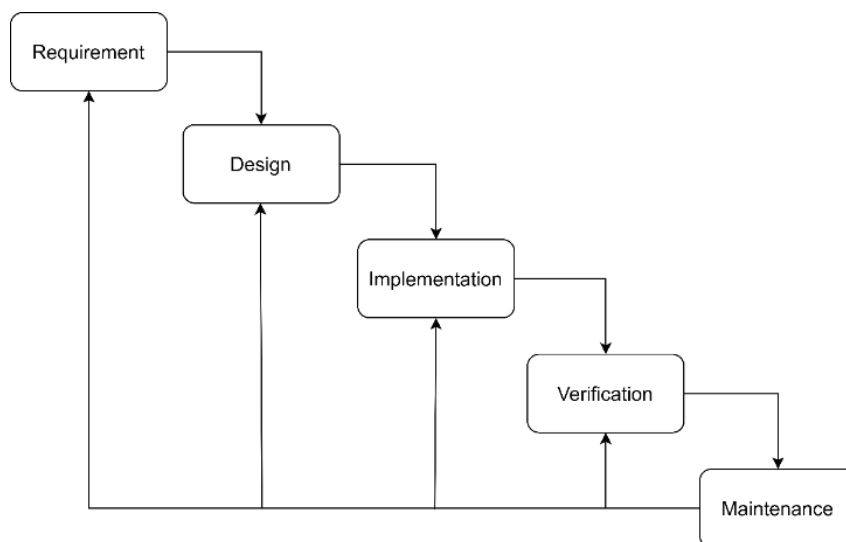 Requirement
Design
Implementation
Verification
Maintenance